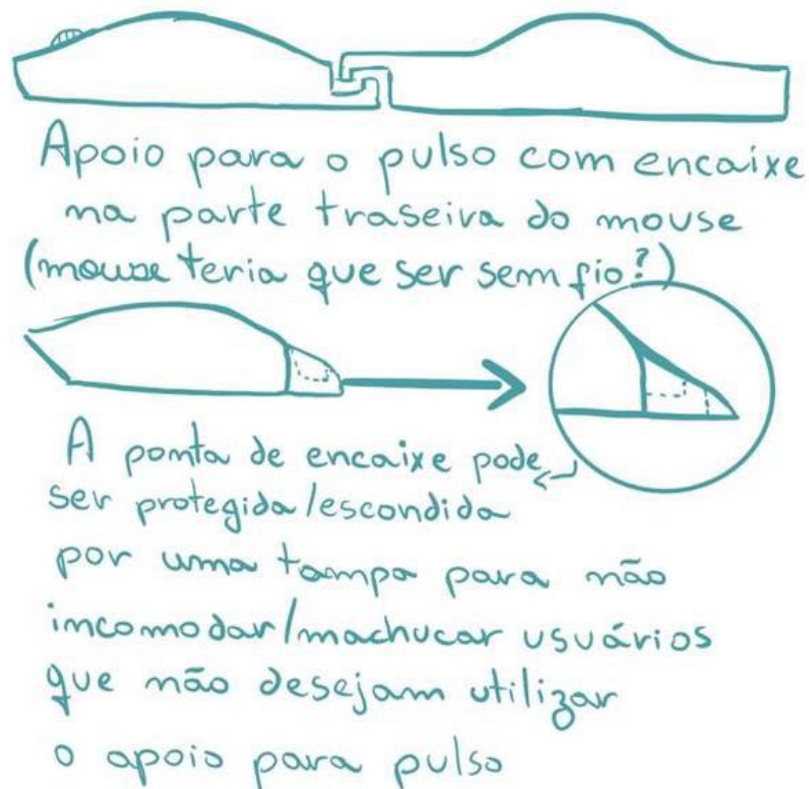 Apoio para o pulso com encaixe
na parte traseira do mouse
(mouse teria que ser sem fio?)
A ponta de encaixe pode
ser protegida/escondida
por uma tampa para não
incomodar/machucar usuários
que não desejam utilizar
o apoio para pulso